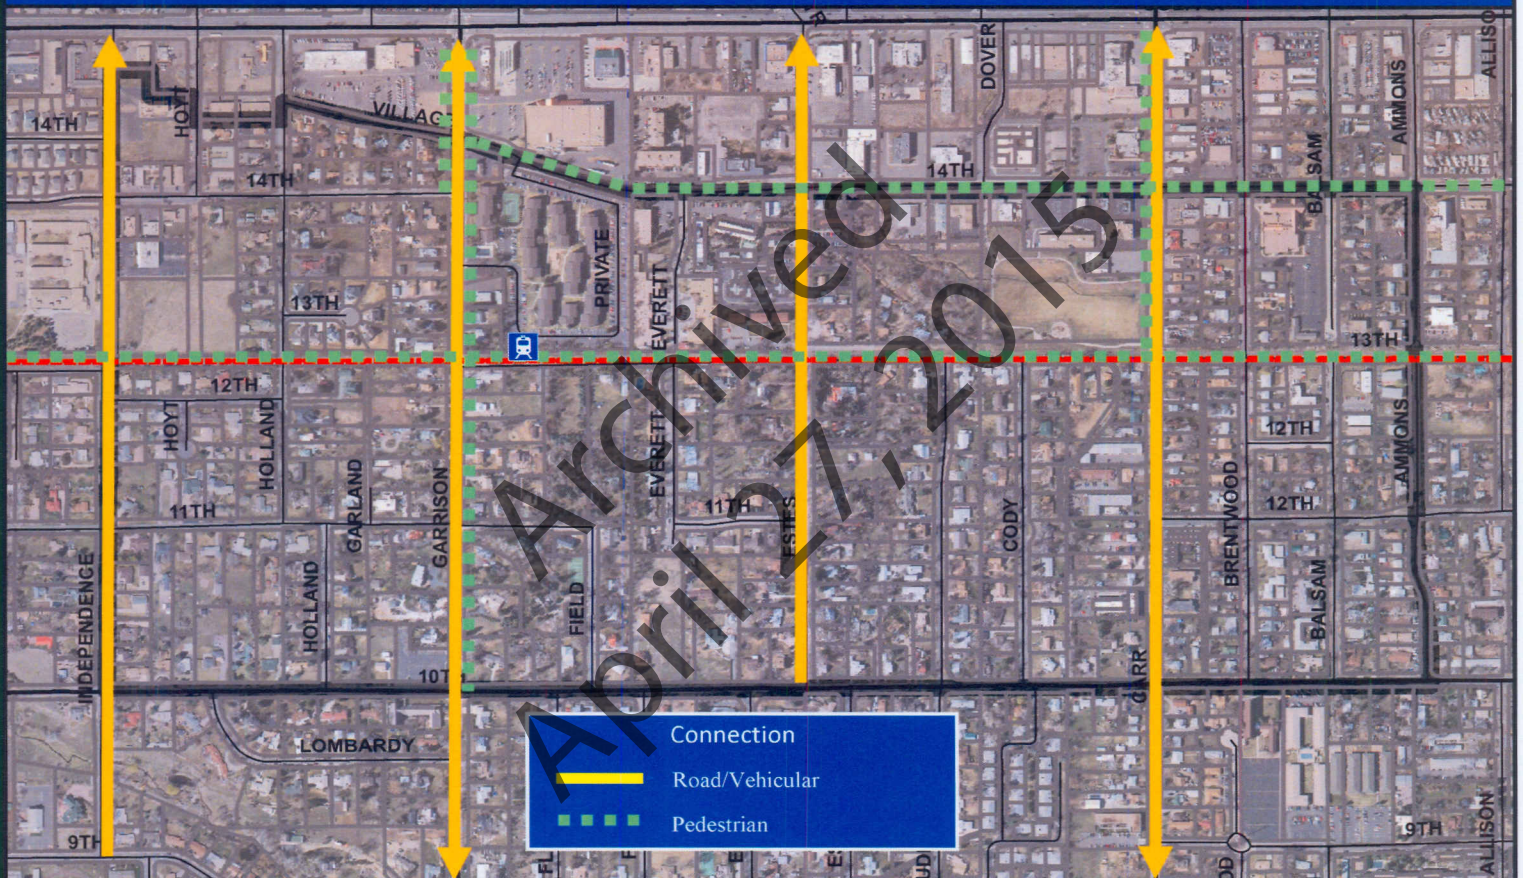 DOVER
ALLISO
HOYT
VILLAG
AMMONS
14TH
14TH
14TH
SAM
PRIVATE
EVERETT
13TH
13TH
12TH
HOYT
HOLLAND
GARLAND
GARRISON
EVERETT
11TH
11TH
ESTES
CODY
12TH
12TH
BRENTWOOD
AMMONS
INDEPENDENCE
HOLLAND
FIELD
BALSAM
10T
CARR
LOMBARDY
Connection
Road/Vehicular
Pedestrian
9TH
9TH
ALLISON
Archived
April 27, 2015